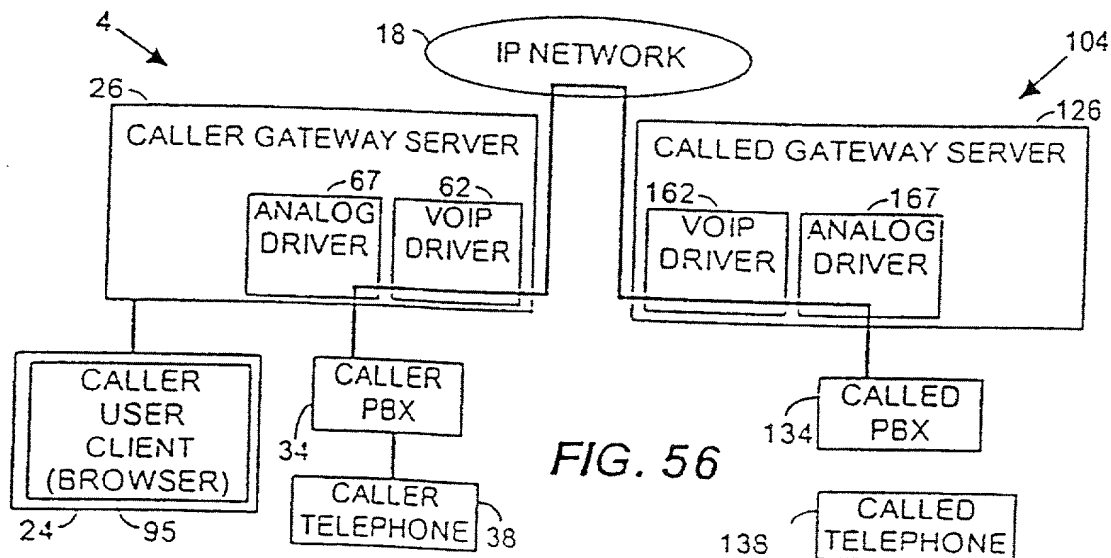 4
18
IP NETWORK
104
26
126
CALLER GATEWAY SERVER
CALLED GATEWAY SERVER
67
62
ANALOG
DRIVER
VOIP
DRIVER
162
167
VOIP
DRIVER
ANALOG
DRIVER
CALLER
USER
CLIENT
(BROWSER)
24
95
CALLER
PBX
34
CALLER
TELEPHONE
38
FIG. 56
CALLED
PBX
134
CALLED
TELEPHONE
138